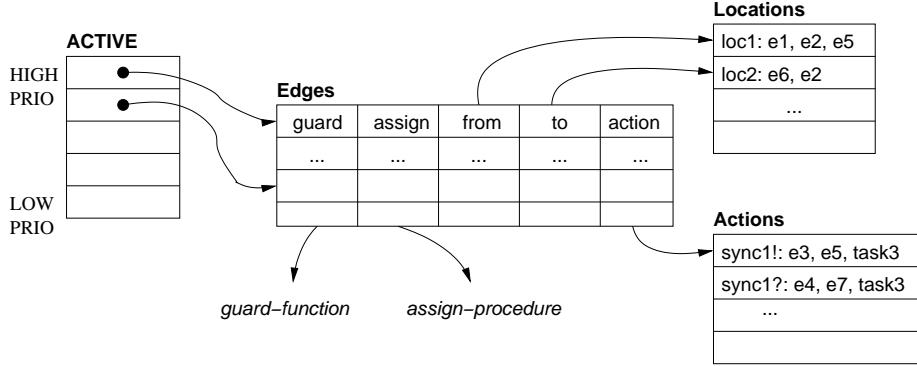 ACTIVE
HIGH
PRIO
LOW
PRIO
Edges
guard assign from to action
... ... ... ... ...
guard−function
assign−procedure
Locations
loc1: e1, e2, e5
loc2: e6, e2
...
Actions
sync1!: e3, e5, task3
sync1?: e4, e7, task3
...